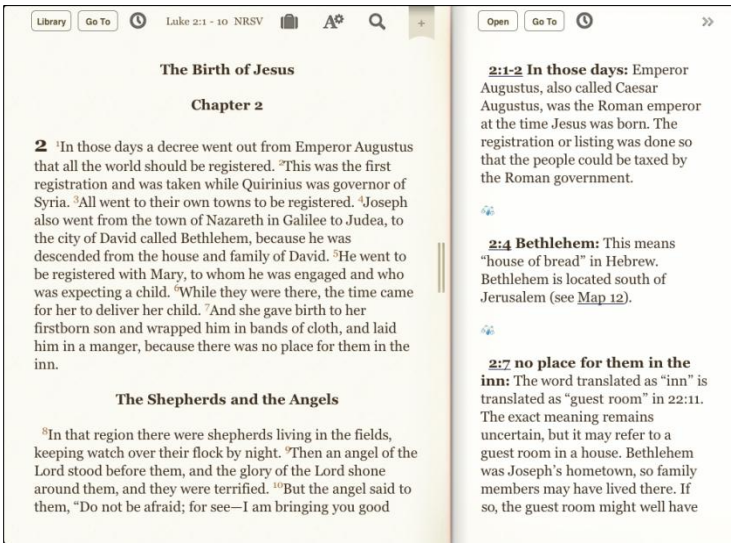 Library Go To Luke 2:1 - 10 NRSV A +
The Birth of Jesus
Chapter 2
2 1In those days a decree went out from Emperor Augustus
that all the world should be registered. 2This was the first
registration and was taken while Quirinius was governor of
Syria. 3All went to their own towns to be registered. 4Joseph
also went from the town of Nazareth in Galilee to Judea, to
the city of David called Bethlehem, because he was
descended from the house and family of David. 5He went to
be registered with Mary, to whom he was engaged and who
was expecting a child. 6While they were there, the time came
for her to deliver her child. 7And she gave birth to her
firstborn son and wrapped him in bands of cloth, and laid
him in a manger, because there was no place for them in the
inn.
The Shepherds and the Angels
8In that region there were shepherds living in the fields,
keeping watch over their flock by night. 9Then an angel of the
Lord stood before them, and the glory of the Lord shone
around them, and they were terrified. 10But the angel said to
them, “Do not be afraid; for see—I am bringing you good
Open Go To »
2:1-2 In those days: Emperor
Augustus, also called Caesar
Augustus, was the Roman emperor
at the time Jesus was born. The
registration or listing was done so
that the people could be taxed by
the Roman government.
2:4 Bethlehem: This means
“house of bread” in Hebrew.
Bethlehem is located south of
Jerusalem (see Map 12).
2:7 no place for them in the
inn: The word translated as “inn” is
translated as “guest room” in 22:11.
The exact meaning remains
uncertain, but it may refer to a
guest room in a house. Bethlehem
was Joseph’s hometown, so family
members may have lived there. If
so, the guest room might well have